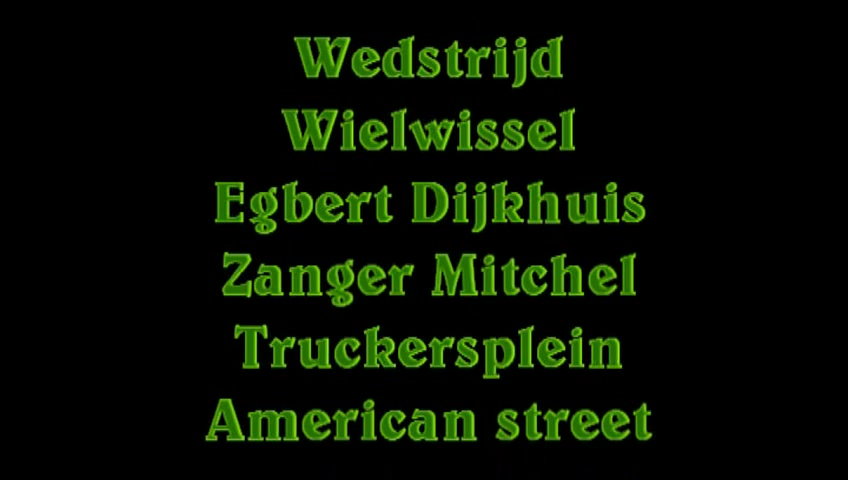 Wedstrijd
Wielwissel
Egbert Dijkhuis
Zanger Mitchel
Truckersplein
American street